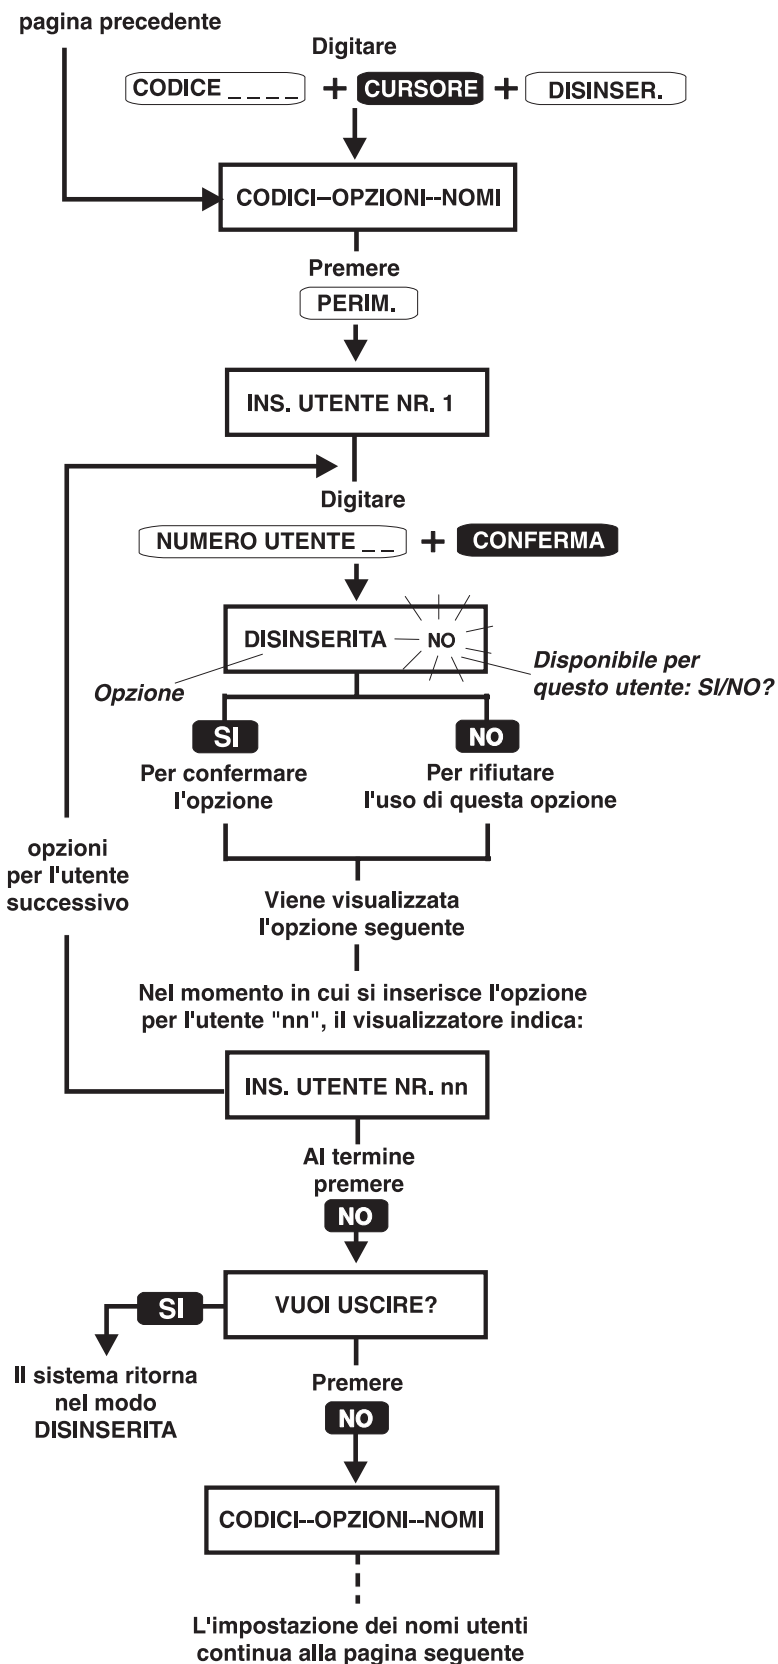 pagina precedente
Digitare
CODICE _ _ _ _ + CURSORE + DISINSER.
CODICI–OPZIONI--NOMI
Premere
PERIM.
INS. UTENTE NR. 1
Digitare
NUMERO UTENTE _ _ + CONFERMA
DISINSERITA NO
Opzione
Disponibile per
questo utente: SI/NO?
SI
Per confermare
l'opzione
NO
Per rifiutare
l'uso di questa opzione
opzioni
per l'utente
successivo
Viene visualizzata
l'opzione seguente
Nel momento in cui si inserisce l'opzione
per l'utente "nn", il visualizzatore indica:
INS. UTENTE NR. nn
Al termine
premere
NO
VUOI USCIRE?
SI
Il sistema ritorna
nel modo
DISINSERITA
Premere
NO
CODICI--OPZIONI--NOMI
L'impostazione dei nomi utenti
continua alla pagina seguente